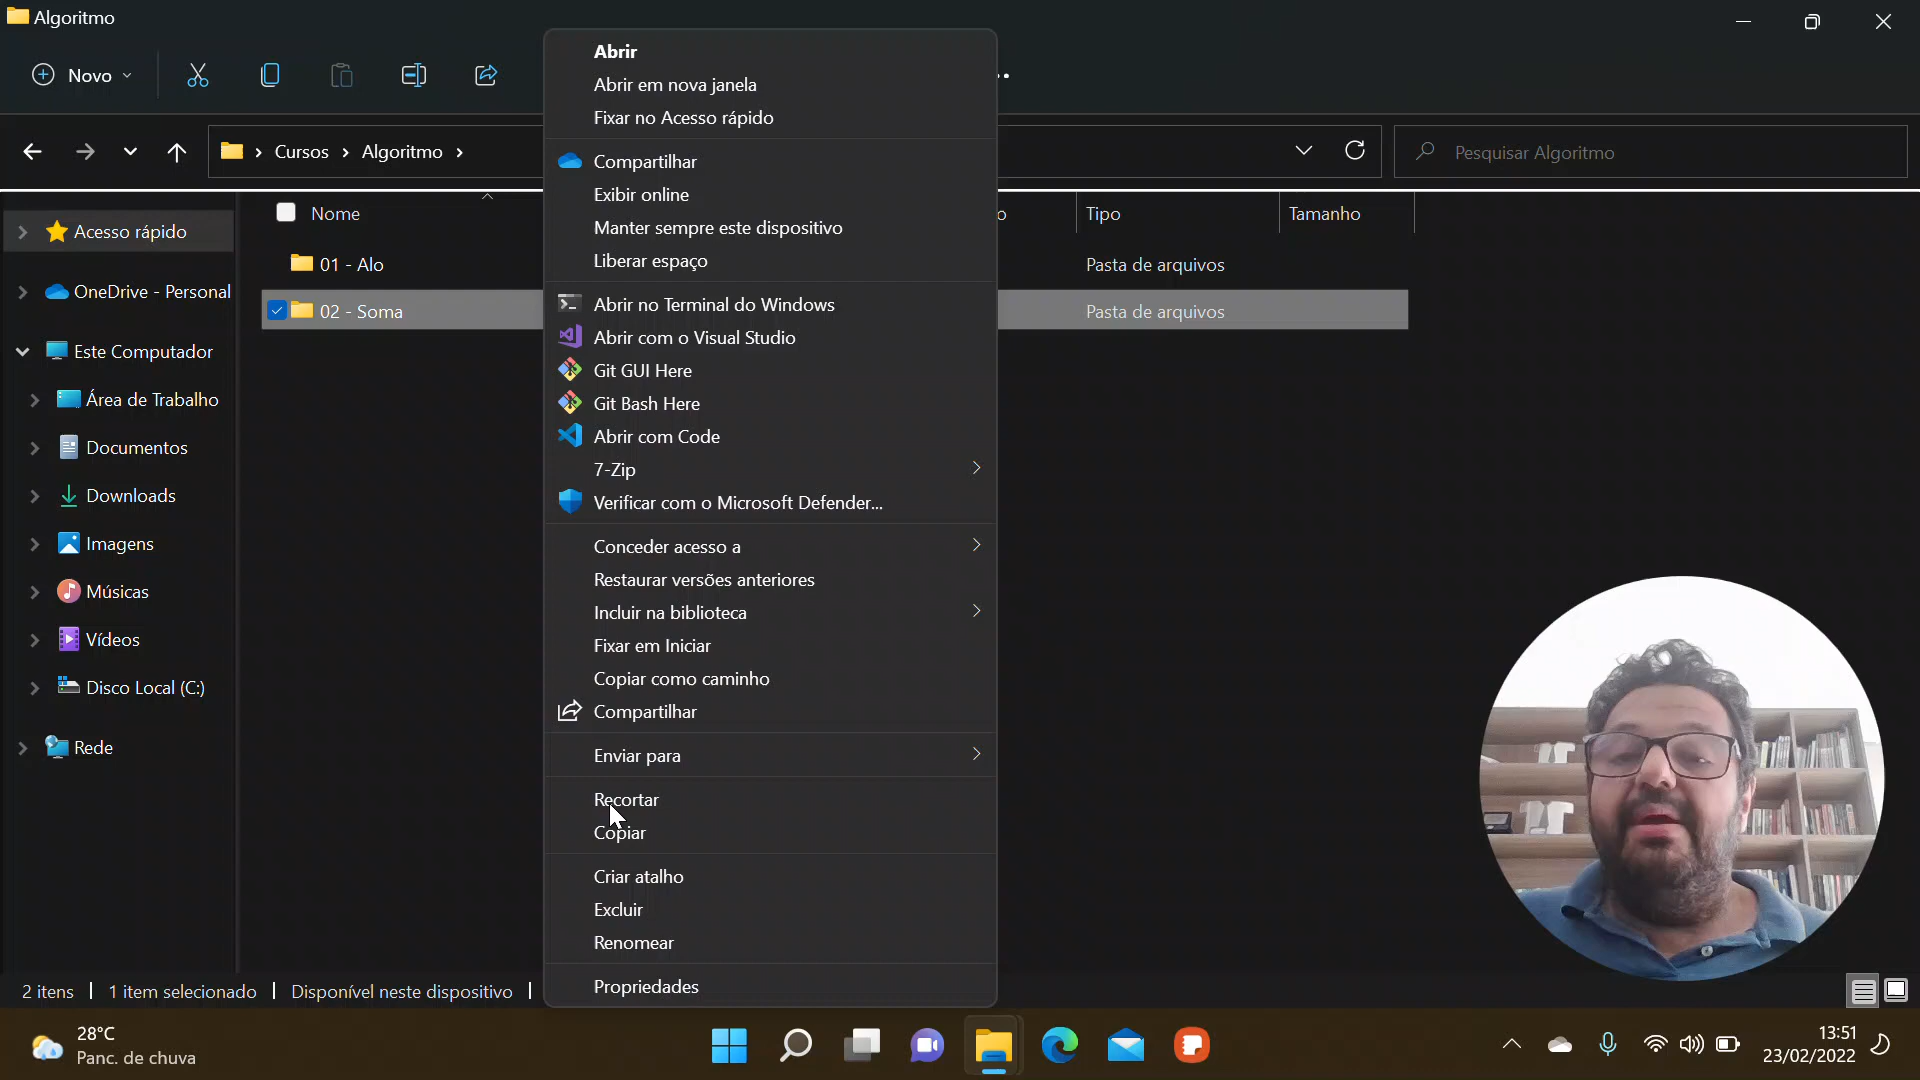 Algoritmo
Novo
Cursos > Algoritmo >
Pesquisar Algoritmo
Nome
Tipo
Tamanho
Acesso rápido
OneDrive - Personal
Este Computador
Área de Trabalho
Documentos
Downloads
Imagens
Músicas
Vídeos
Disco Local (C:)
Rede
01 - Alo
Pasta de arquivos
02 - Soma
Pasta de arquivos
Abrir
Abrir em nova janela
Fixar no Acesso rápido
Compartilhar
Exibir online
Manter sempre este dispositivo
Liberar espaço
Abrir no Terminal do Windows
Abrir com o Visual Studio
Git GUI Here
Git Bash Here
Abrir com Code
7-Zip
Verificar com o Microsoft Defender...
Conceder acesso a
Restaurar versões anteriores
Incluir na biblioteca
Fixar em Iniciar
Copiar como caminho
Compartilhar
Enviar para
Recortar
Copiar
Criar atalho
Excluir
Renomear
Propriedades
2 itens | 1 item selecionado | Disponível neste dispositivo |
28°C
Panc. de chuva
13:51
23/02/2022